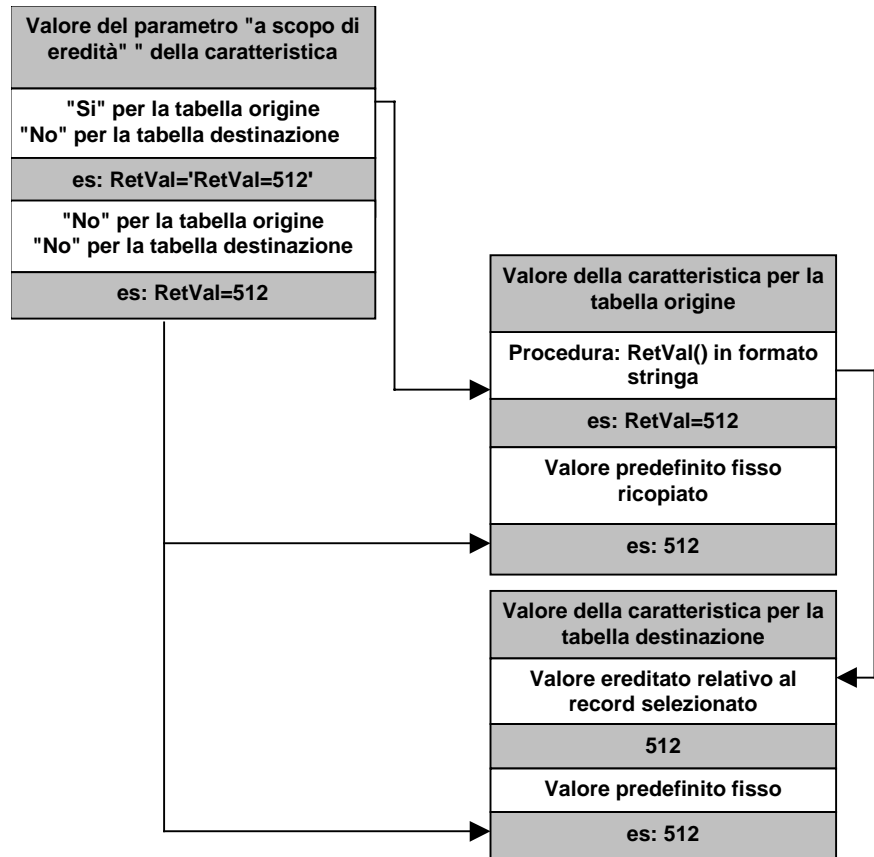 Valore del parametro "a scopo di
eredità" " della caratteristica
"Si" per la tabella origine
"No" per la tabella destinazione
es: RetVal='RetVal=512'
"No" per la tabella origine
"No" per la tabella destinazione
es: RetVal=512
Valore della caratteristica per la
tabella origine
Procedura: RetVal() in formato
stringa
es: RetVal=512
Valore predefinito fisso
ricopiato
es: 512
Valore della caratteristica per la
tabella destinazione
Valore ereditato relativo al
record selezionato
512
Valore predefinito fisso
es: 512